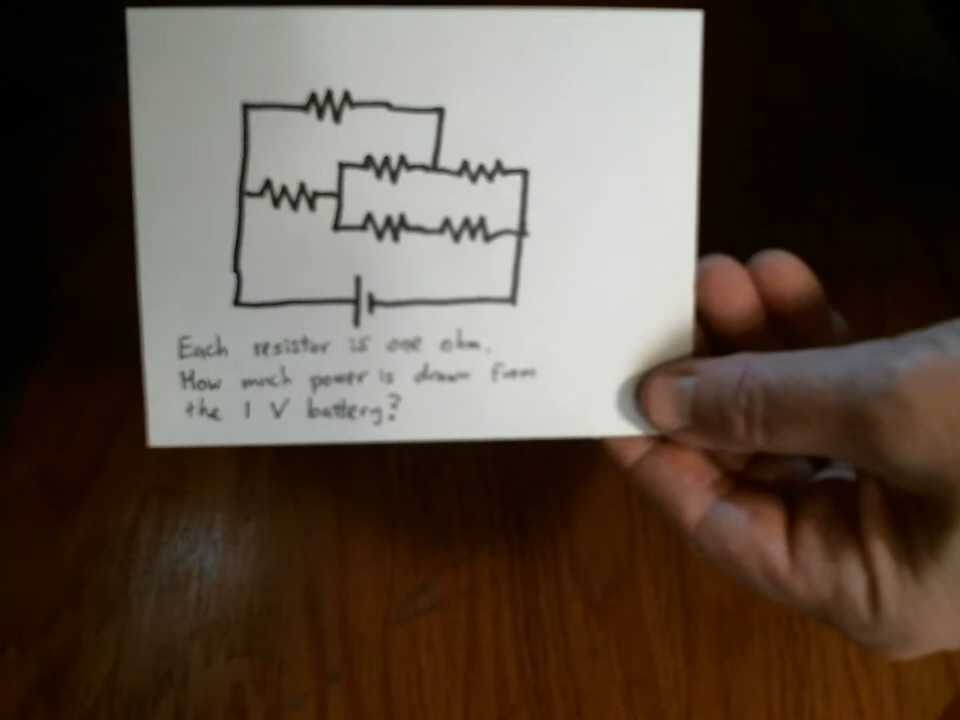 Each resistor is one ohm.
How much power is drawn from
the 1 V battery?